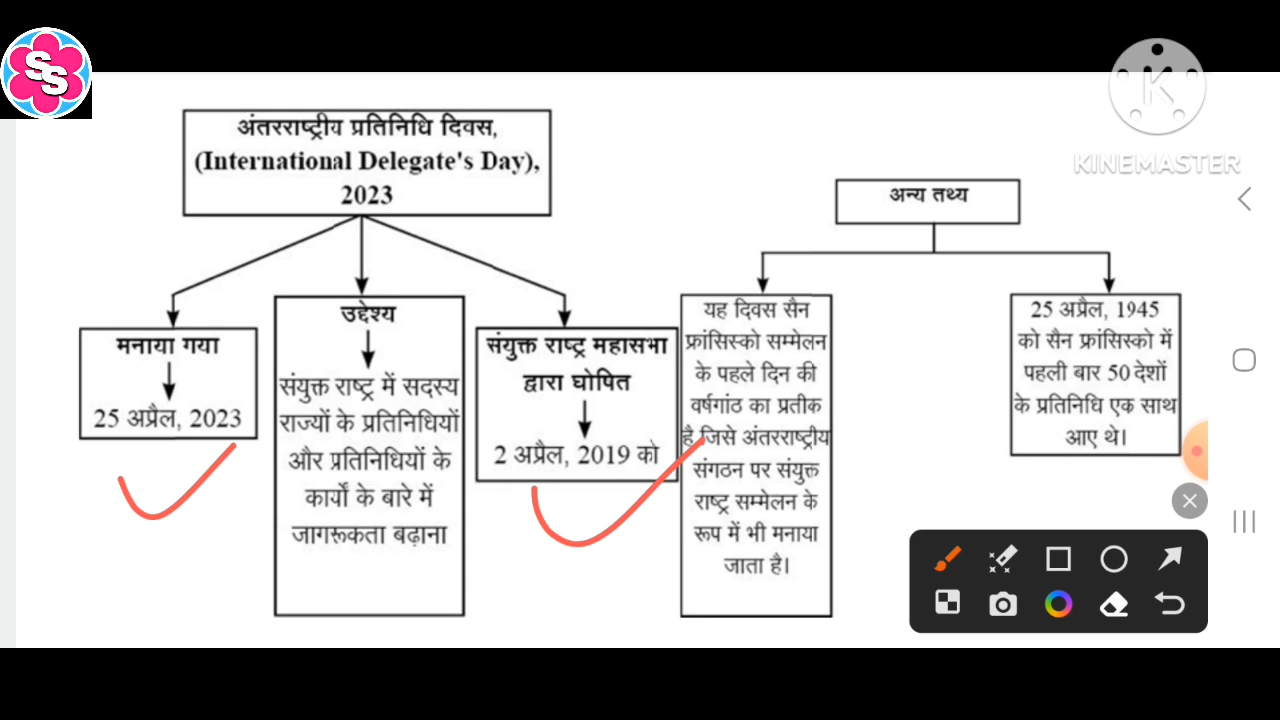 SS
KINEMASTER
अंतरराष्ट्रीय प्रतिनिधि दिवस,
(International Delegate's Day),
2023
मनाया गया
25 अप्रैल, 2023
उद्देश्य
संयुक्त राष्ट्र में सदस्य
राज्यों के प्रतिनिधियों
और प्रतिनिधियों के
कार्यों के बारे में
जागरूकता बढ़ाना
संयुक्त राष्ट्र महासभा
द्वारा घोषित
2 अप्रैल, 2019 को
अन्य तथ्य
यह दिवस सैन
फ्रांसिस्को सम्मेलन
के पहले दिन की
वर्षगांठ का प्रतीक
है जिसे अंतरराष्ट्रीय
संगठन पर संयुक्त
राष्ट्र सम्मेलन के
रूप में भी मनाया
जाता है।
25 अप्रैल, 1945
को सैन फ्रांसिस्को में
पहली बार 50 देशों
के प्रतिनिधि एक साथ
आए थे।